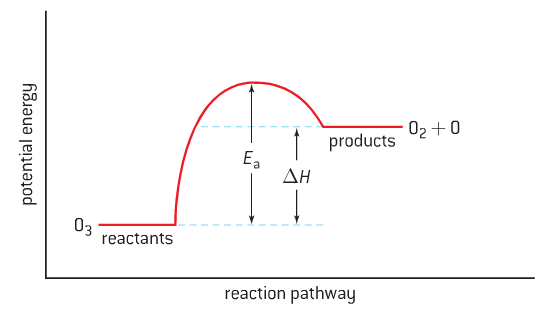 potential energy
O₂ + O
products
Eₐ
ΔH
O₃
reactants
reaction pathway